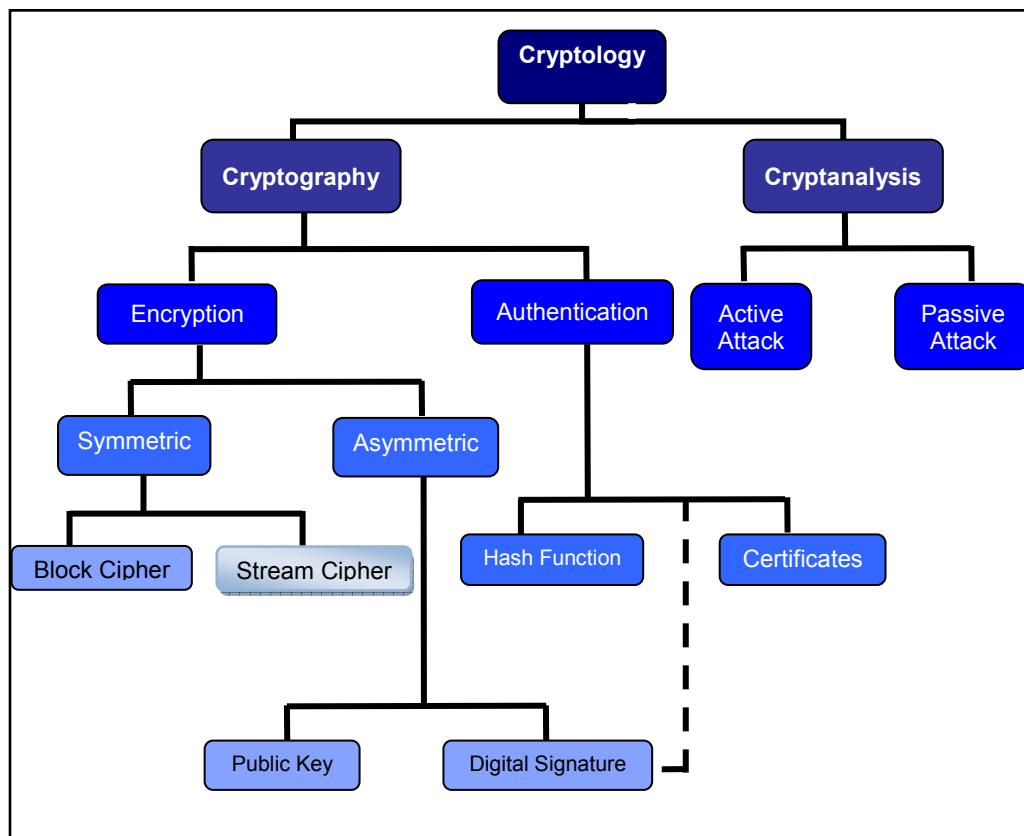 Cryptology
Cryptography
Cryptanalysis
Encryption
Authentication
Active
Attack
Passive
Attack
Symmetric
Asymmetric
Block Cipher
Stream Cipher
Hash Function
Certificates
Public Key
Digital Signature